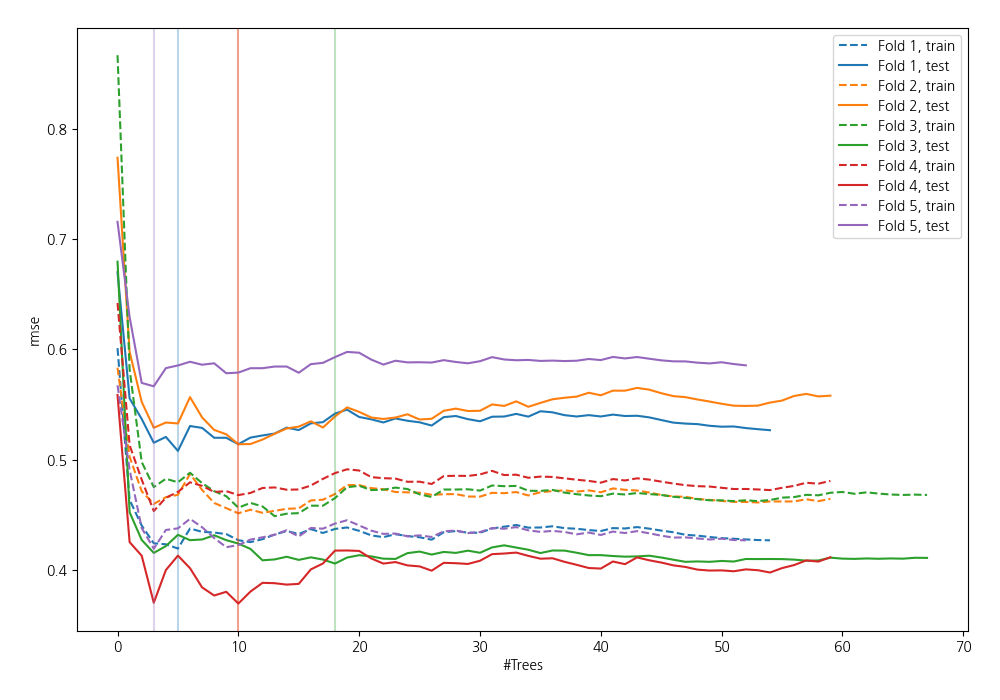 Fold 1, train
Fold 1, test
Fold 2, train
Fold 2, test
Fold 3, train
Fold 3, test
Fold 4, train
Fold 4, test
Fold 5, train
Fold 5, test
0.8
0.7
0.6
0.5
0.4
rmse
0 10 20 30 40 50 60 70
#Trees